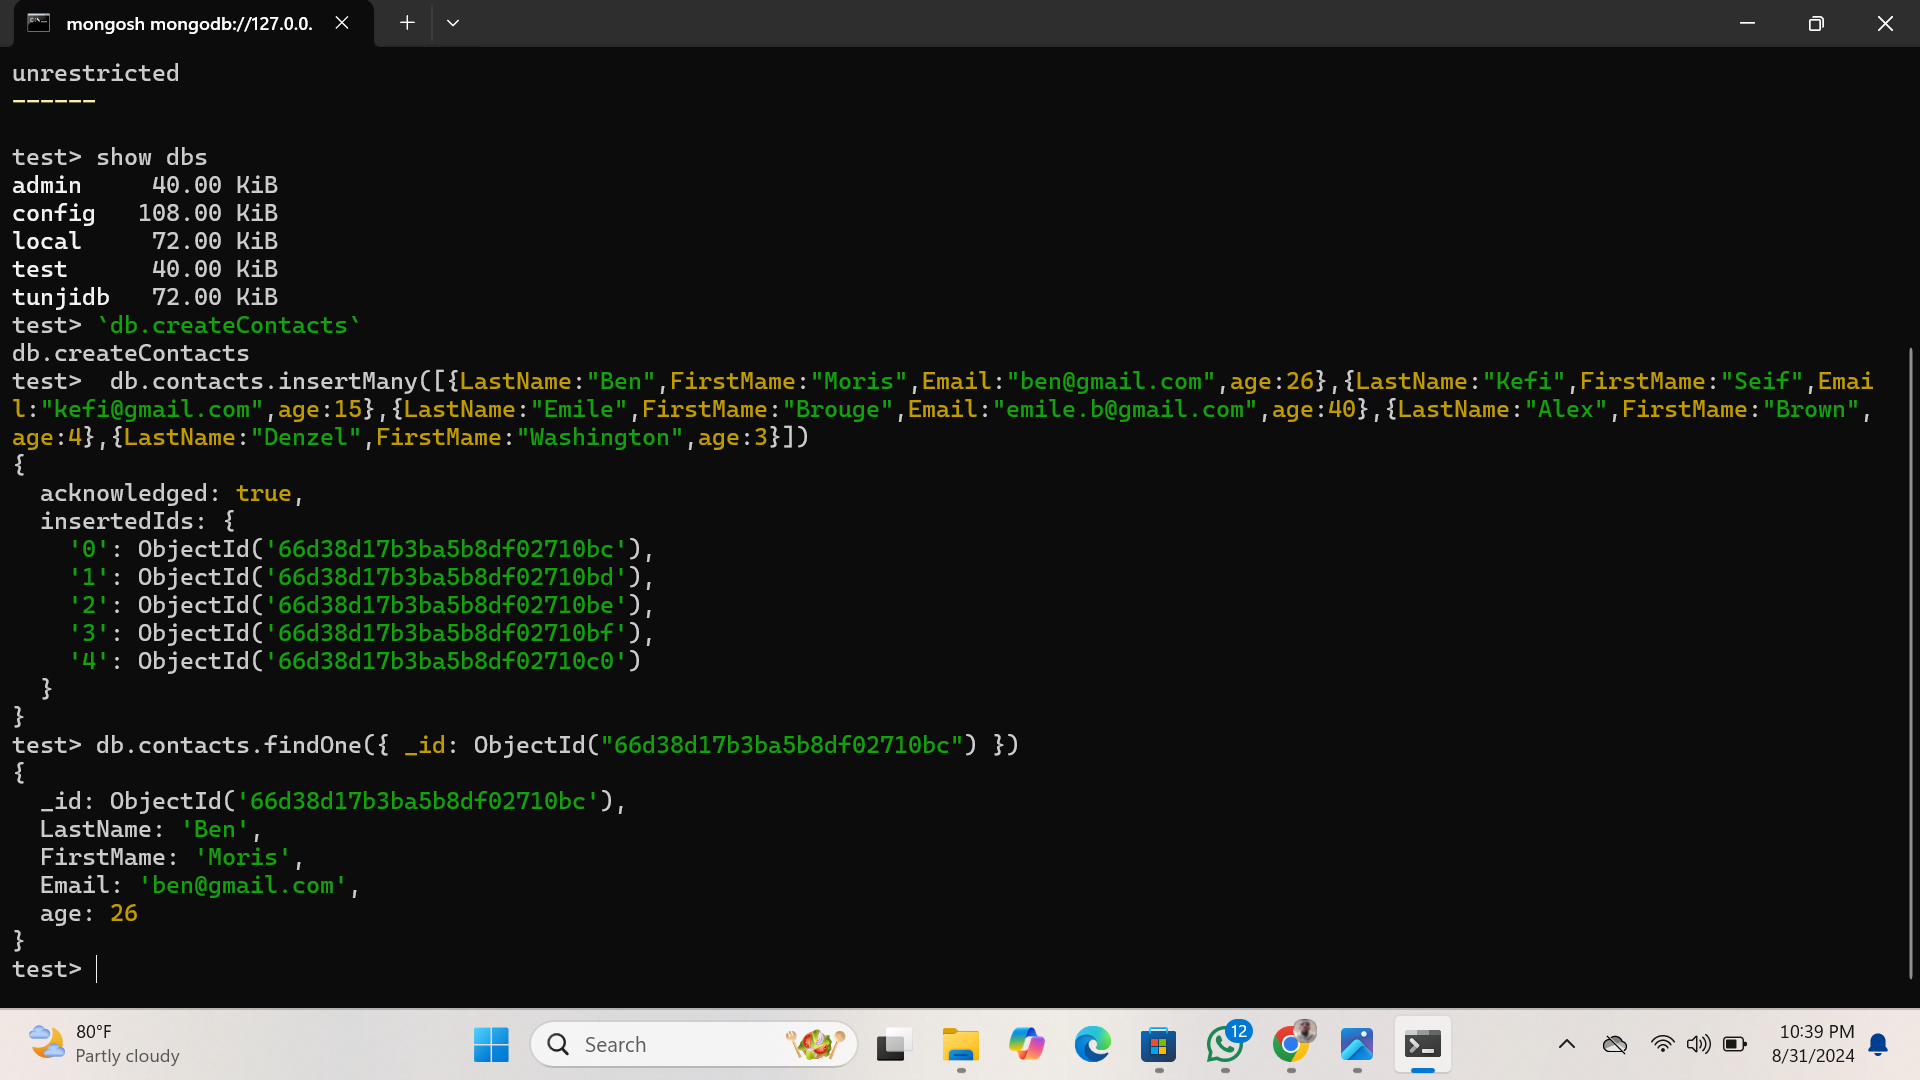 mongosh mongodb://127.0.0.
unrestricted
------
test> show dbs
admin     40.00 KiB
config   108.00 KiB
local     72.00 KiB
test      40.00 KiB
tunjidb   72.00 KiB
test> `db.createContacts`
db.createContacts
test>  db.contacts.insertMany([{LastName:"Ben",FirstMame:"Moris",Email:"ben@gmail.com",age:26},{LastName:"Kefi",FirstMame:"Seif",Emai
l:"kefi@gmail.com",age:15},{LastName:"Emile",FirstMame:"Brouge",Email:"emile.b@gmail.com",age:40},{LastName:"Alex",FirstMame:"Brown",
age:4},{LastName:"Denzel",FirstMame:"Washington",age:3}])
{
  acknowledged: true,
  insertedIds: {
    '0': ObjectId('66d38d17b3ba5b8df02710bc'),
    '1': ObjectId('66d38d17b3ba5b8df02710bd'),
    '2': ObjectId('66d38d17b3ba5b8df02710be'),
    '3': ObjectId('66d38d17b3ba5b8df02710bf'),
    '4': ObjectId('66d38d17b3ba5b8df02710c0')
  }
}
test> db.contacts.findOne({ _id: ObjectId("66d38d17b3ba5b8df02710bc") })
{
  _id: ObjectId('66d38d17b3ba5b8df02710bc'),
  LastName: 'Ben',
  FirstMame: 'Moris',
  Email: 'ben@gmail.com',
  age: 26
}
test>
80°F
Partly cloudy
Search
12
10:39 PM
8/31/2024